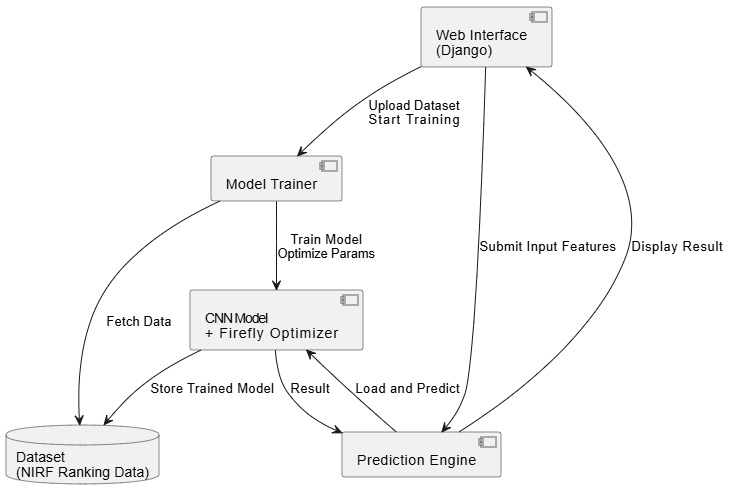 Web Interface
(Django)
Upload Dataset
Start Training
Model Trainer
Train Model
Optimize Params
Submit Input Features
Display Result
CNN Model
+ Firefly Optimizer
Fetch Data
Store Trained Model
Result
Load and Predict
Dataset
(NIRF Ranking Data)
Prediction Engine